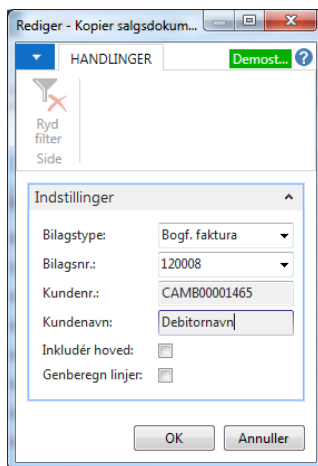 Rediger - Kopier salgsdokum...
HANDLINGER
Demost...
?
Ryd
filter
Side
Indstillinger
Bilagstype: Bogf. faktura
Bilagsnr.: 120008
Kundenr.: CAMB00001465
Kundenavn: Debitornavn
Inkludér hoved:
Genberegn linjer:
OK Annuller